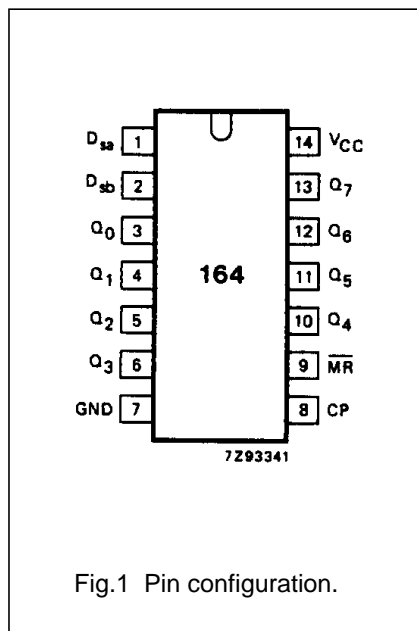 D_sa 1 14 V_CC
D_sb 2 13 Q_7
Q_0 3 12 Q_6
Q_1 4 164 11 Q_5
Q_2 5 10 Q_4
Q_3 6 9 M̅R̅
GND 7 8 CP
7Z93341
Fig.1 Pin configuration.